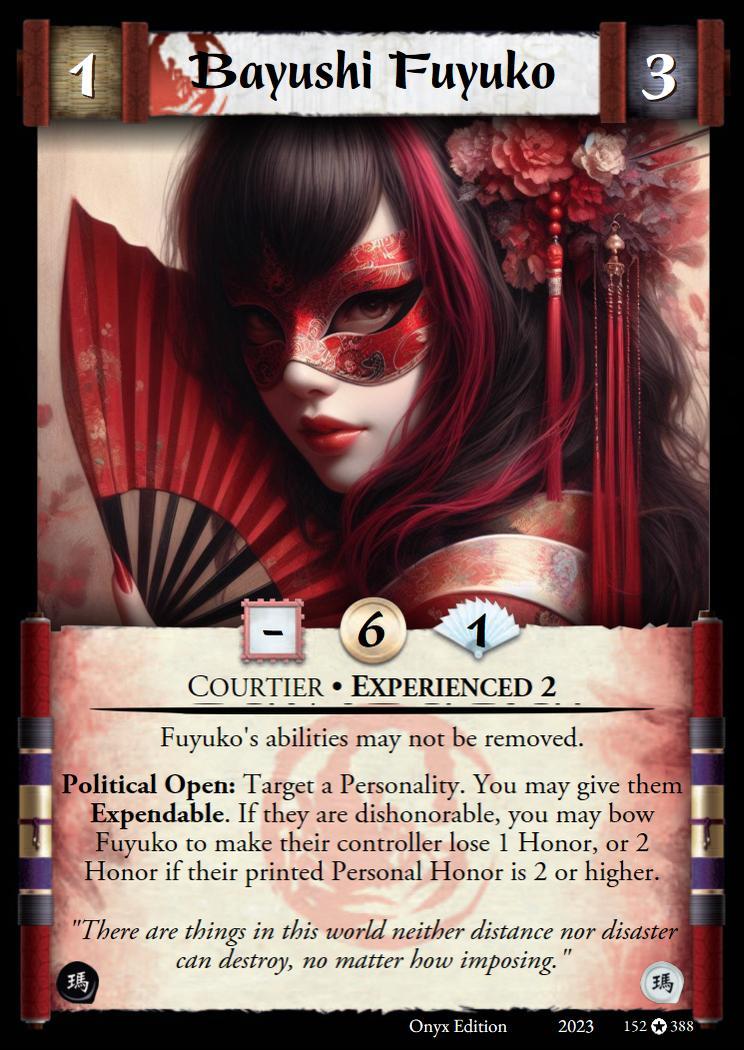 1
Bayushi Fuyuko
3
-
6
1
COURTIER • EXPERIENCED 2
Fuyuko's abilities may not be removed.
Political Open: Target a Personality. You may give them
Expendable. If they are dishonorable, you may bow
Fuyuko to make their controller lose 1 Honor, or 2
Honor if their printed Personal Honor is 2 or higher.
"There are things in this world neither distance nor disaster
can destroy, no matter how imposing."
瑪
瑪
Onyx Edition 2023 152 ✪ 388